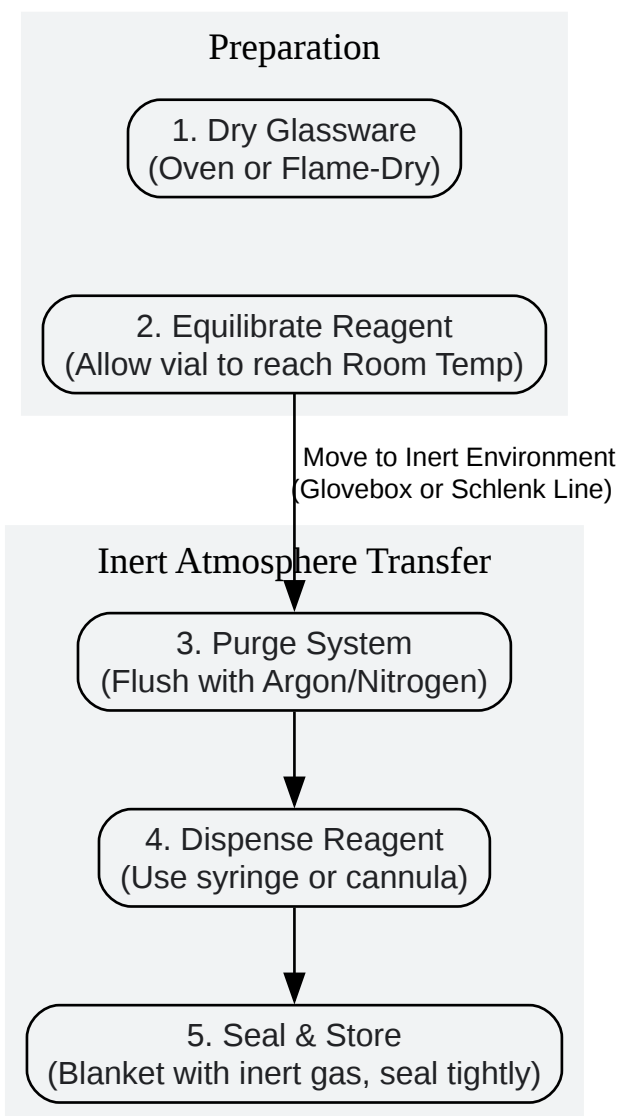 Preparation
1. Dry Glassware
(Oven or Flame-Dry)
2. Equilibrate Reagent
(Allow vial to reach Room Temp)
Move to Inert Environment
(Glovebox or Schlenk Line)
Inert Atmosphere Transfer
3. Purge System
(Flush with Argon/Nitrogen)
4. Dispense Reagent
(Use syringe or cannula)
5. Seal & Store
(Blanket with inert gas, seal tightly)